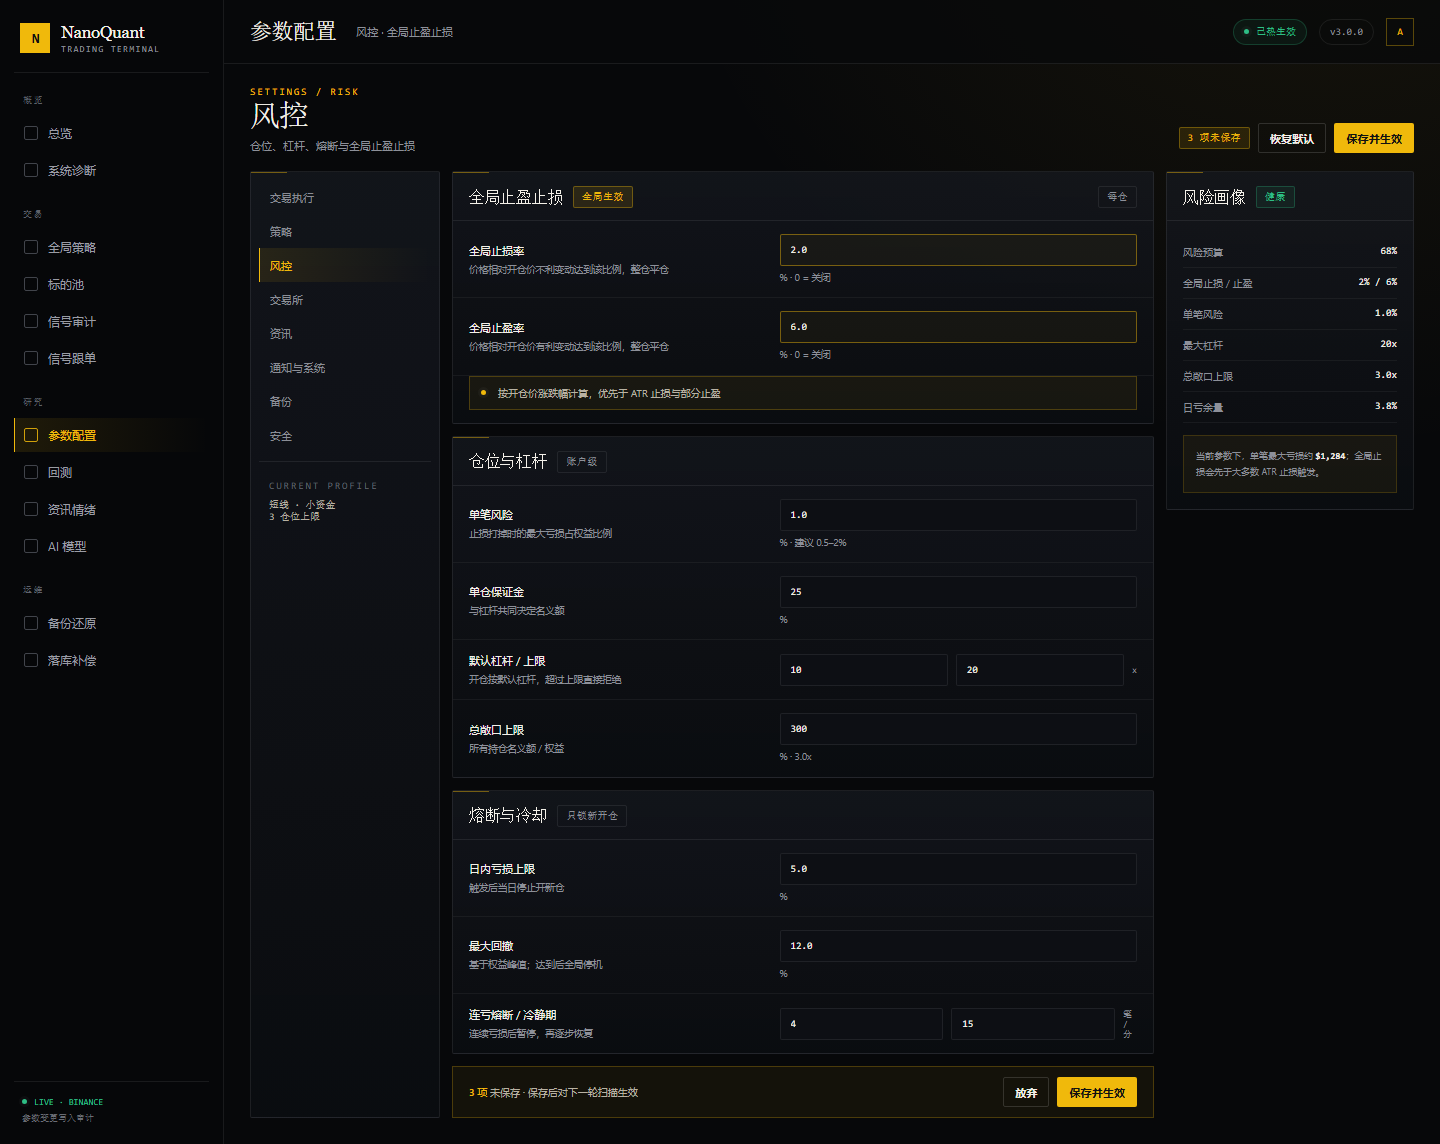 N
NanoQuant
TRADING TERMINAL
概览
总览
系统诊断
交易
全局策略
标的池
信号审计
信号跟单
研究
参数配置
回测
资讯情绪
AI 模型
运维
备份还原
落库补偿
LIVE · BINANCE
参数变更写入审计
参数配置
风控 · 全局止盈止损
已热生效
v3.0.0
A
SETTINGS / RISK
风控
仓位、杠杆、熔断与全局止盈止损
3 项未保存
恢复默认
保存并生效
交易执行
策略
风控
交易所
资讯
通知与系统
备份
安全
CURRENT PROFILE
短线 · 小资金
3 仓位上限
全局止盈止损
全局生效
每仓
全局止损率
价格相对开仓价不利变动达到该比例，整仓平仓
2.0
% · 0 = 关闭
全局止盈率
价格相对开仓价有利变动达到该比例，整仓平仓
6.0
% · 0 = 关闭
按开仓价涨跌幅计算，优先于 ATR 止损与部分止盈
仓位与杠杆
账户级
单笔风险
止损打掉时的最大亏损占权益比例
1.0
% · 建议 0.5–2%
单仓保证金
与杠杆共同决定名义额
25
%
默认杠杆 / 上限
开仓按默认杠杆，超过上限直接拒绝
10
20
x
总敞口上限
所有持仓名义额 / 权益
300
% · 3.0x
熔断与冷却
只锁新开仓
日内亏损上限
触发后当日停止开新仓
5.0
%
最大回撤
基于权益峰值；达到后全局停机
12.0
%
连亏熔断 / 冷静期
连续亏损后暂停，再逐步恢复
4
15
笔
/
分
3 项 未保存 · 保存后对下一轮扫描生效
放弃
保存并生效
风险画像
健康
风险预算
68%
全局止损 / 止盈
2% / 6%
单笔风险
1.0%
最大杠杆
20x
总敞口上限
3.0x
日亏余量
3.8%
当前参数下，单笔最大亏损约 $1,284；全局止
损会先于大多数 ATR 止损触发。